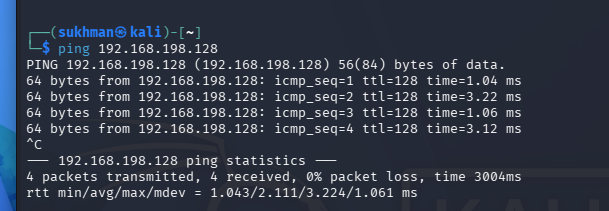 ┌──(sukhman㉿kali)-[~]
└─$ ping 192.168.198.128
PING 192.168.198.128 (192.168.198.128) 56(84) bytes of data.
64 bytes from 192.168.198.128: icmp_seq=1 ttl=128 time=1.04 ms
64 bytes from 192.168.198.128: icmp_seq=2 ttl=128 time=3.22 ms
64 bytes from 192.168.198.128: icmp_seq=3 ttl=128 time=1.06 ms
64 bytes from 192.168.198.128: icmp_seq=4 ttl=128 time=3.12 ms
^C
--- 192.168.198.128 ping statistics ---
4 packets transmitted, 4 received, 0% packet loss, time 3004ms
rtt min/avg/max/mdev = 1.043/2.111/3.224/1.061 ms